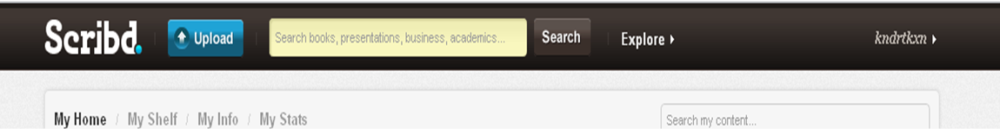 Scribd. Upload Search books, presentations, business, academics... Search Explore kndrtkxn
My Home / My Shelf / My Info / My Stats Search my content...